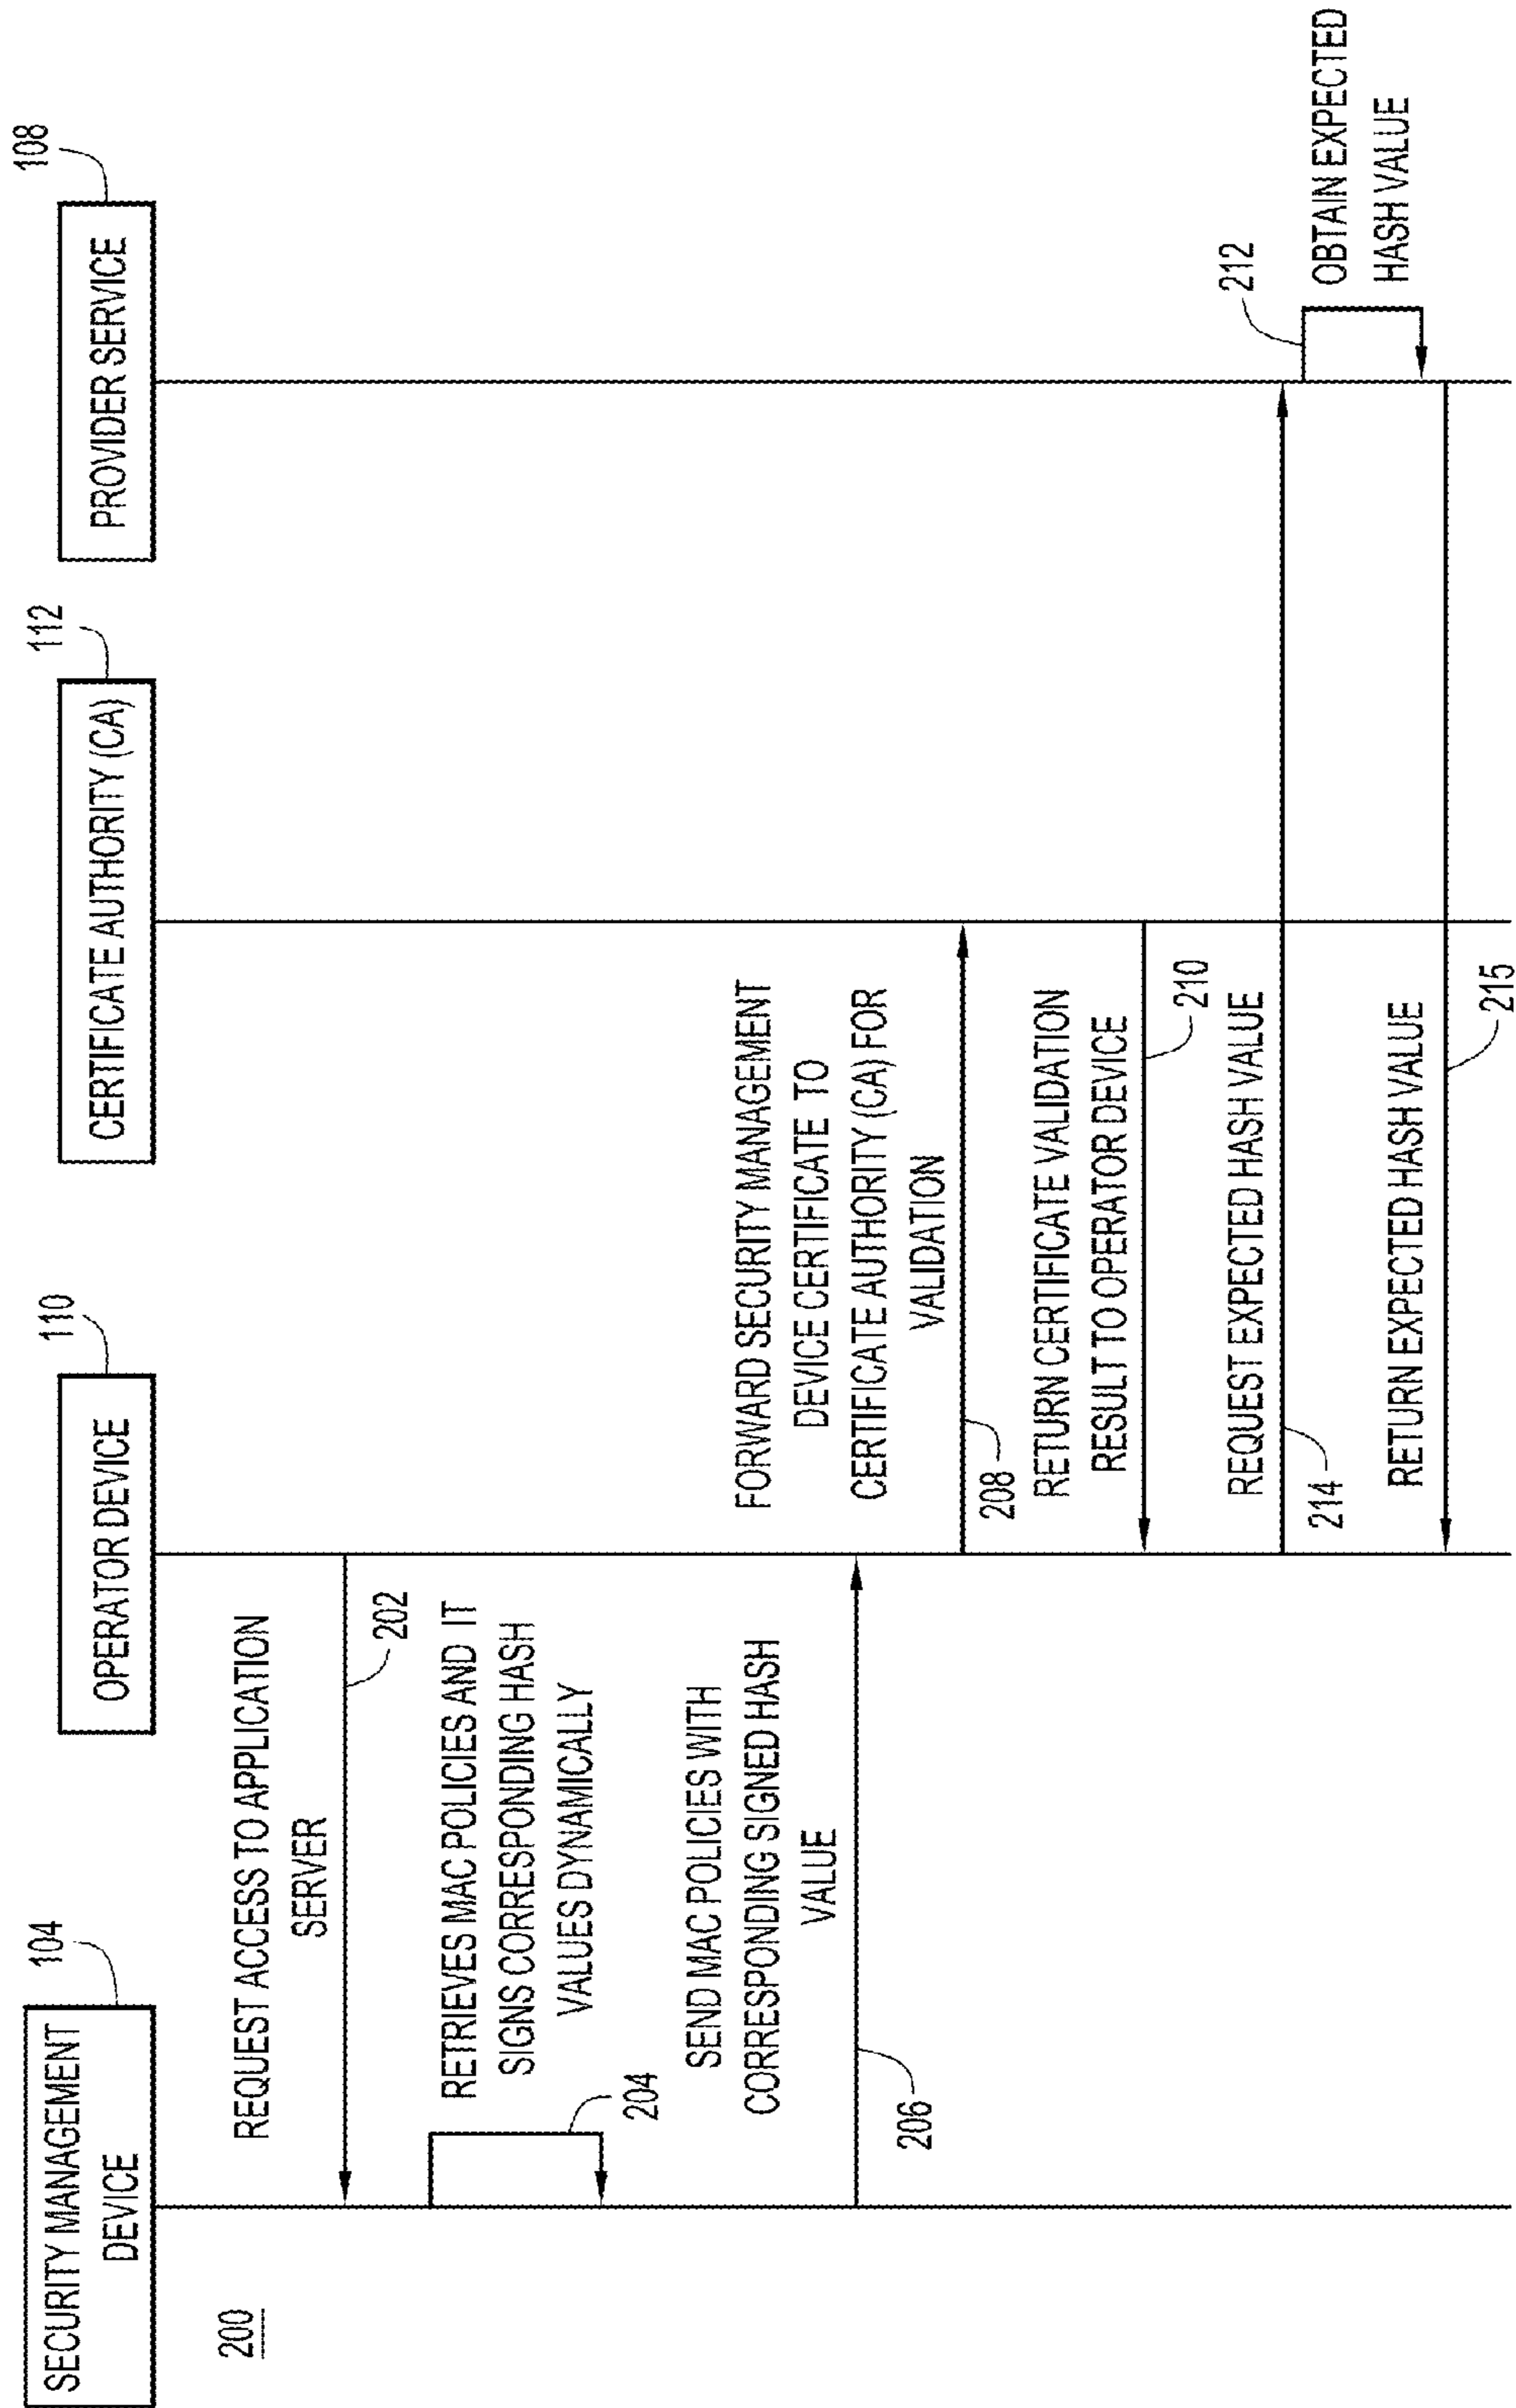 SECURITY MANAGEMENT
DEVICE
104
OPERATOR DEVICE
110
CERTIFICATE AUTHORITY (CA)
112
PROVIDER SERVICE
108
200
REQUEST ACCESS TO APPLICATION
SERVER
202
RETRIEVES MAC POLICIES AND IT
SIGNS CORRESPONDING HASH
VALUES DYNAMICALLY
204
SEND MAC POLICIES WITH
CORRESPONDING SIGNED HASH
VALUE
206
FORWARD SECURITY MANAGEMENT
DEVICE CERTIFICATE TO
CERTIFICATE AUTHORITY (CA) FOR
VALIDATION
208
RETURN CERTIFICATE VALIDATION
RESULT TO OPERATOR DEVICE
210
REQUEST EXPECTED HASH VALUE
214
212
OBTAIN EXPECTED
HASH VALUE
RETURN EXPECTED HASH VALUE
215